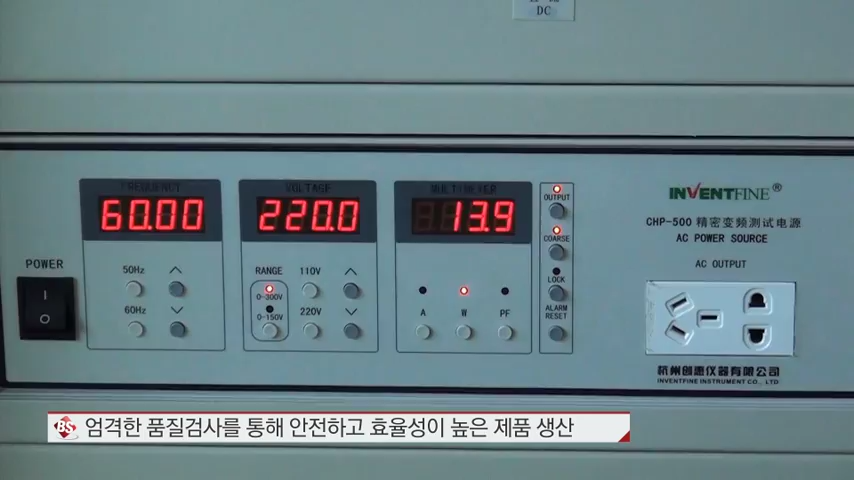 DC
FREQUENCY
VOLTAGE
MULTIMETER
60.00
220.0
13.9
OUTPUT
COARSE
LOCK
ALARM
RESET
INVENTFINE®
CHP-500 精密变频测试电源
AC POWER SOURCE
AC OUTPUT
POWER
I
O
50Hz
60Hz
RANGE
0-300V
0-150V
110V
220V
A
W
PF
杭州创惠仪器有限公司
INVENTFINE INSTRUMENT CO., LTD
BS
엄격한 품질검사를 통해 안전하고 효율성이 높은 제품 생산